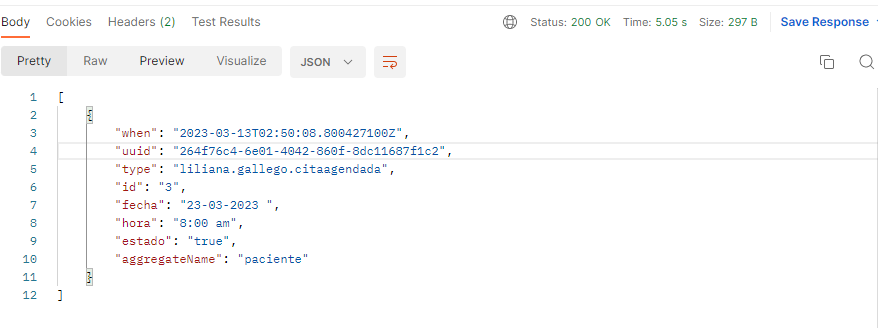 Body Cookies Headers (2) Test Results Status: 200 OK Time: 5.05 s Size: 297 B Save Response
Pretty Raw Preview Visualize JSON
1 [
2 {
3 "when": "2023-03-13T02:50:08.800427100Z",
4 "uuid": "264f76c4-6e01-4042-860f-8dc11687f1c2",
5 "type": "liliana.gallego.citaagendada",
6 "id": "3",
7 "fecha": "23-03-2023 ",
8 "hora": "8:00 am",
9 "estado": "true",
10 "aggregateName": "paciente"
11 }
12 ]